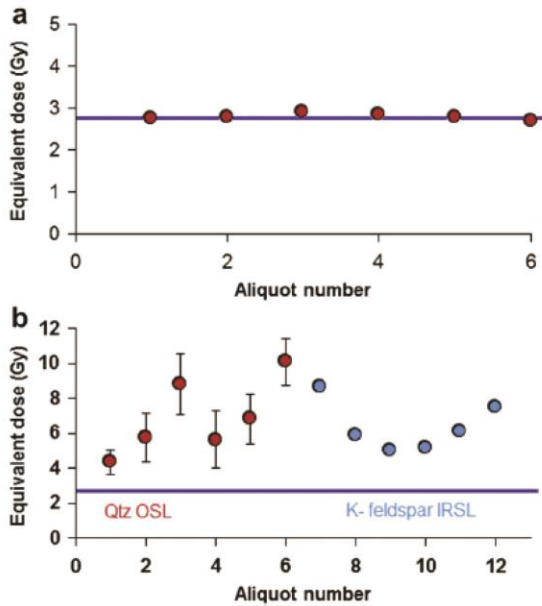 a
Equivalent dose (Gy)
5
4
3
2
1
0
0 2 4 6
Aliquot number
b
Equivalent dose (Gy)
12
10
8
6
4
2
0
Qtz OSL K- feldspar IRSL
0 2 4 6 8 10 12
Aliquot number